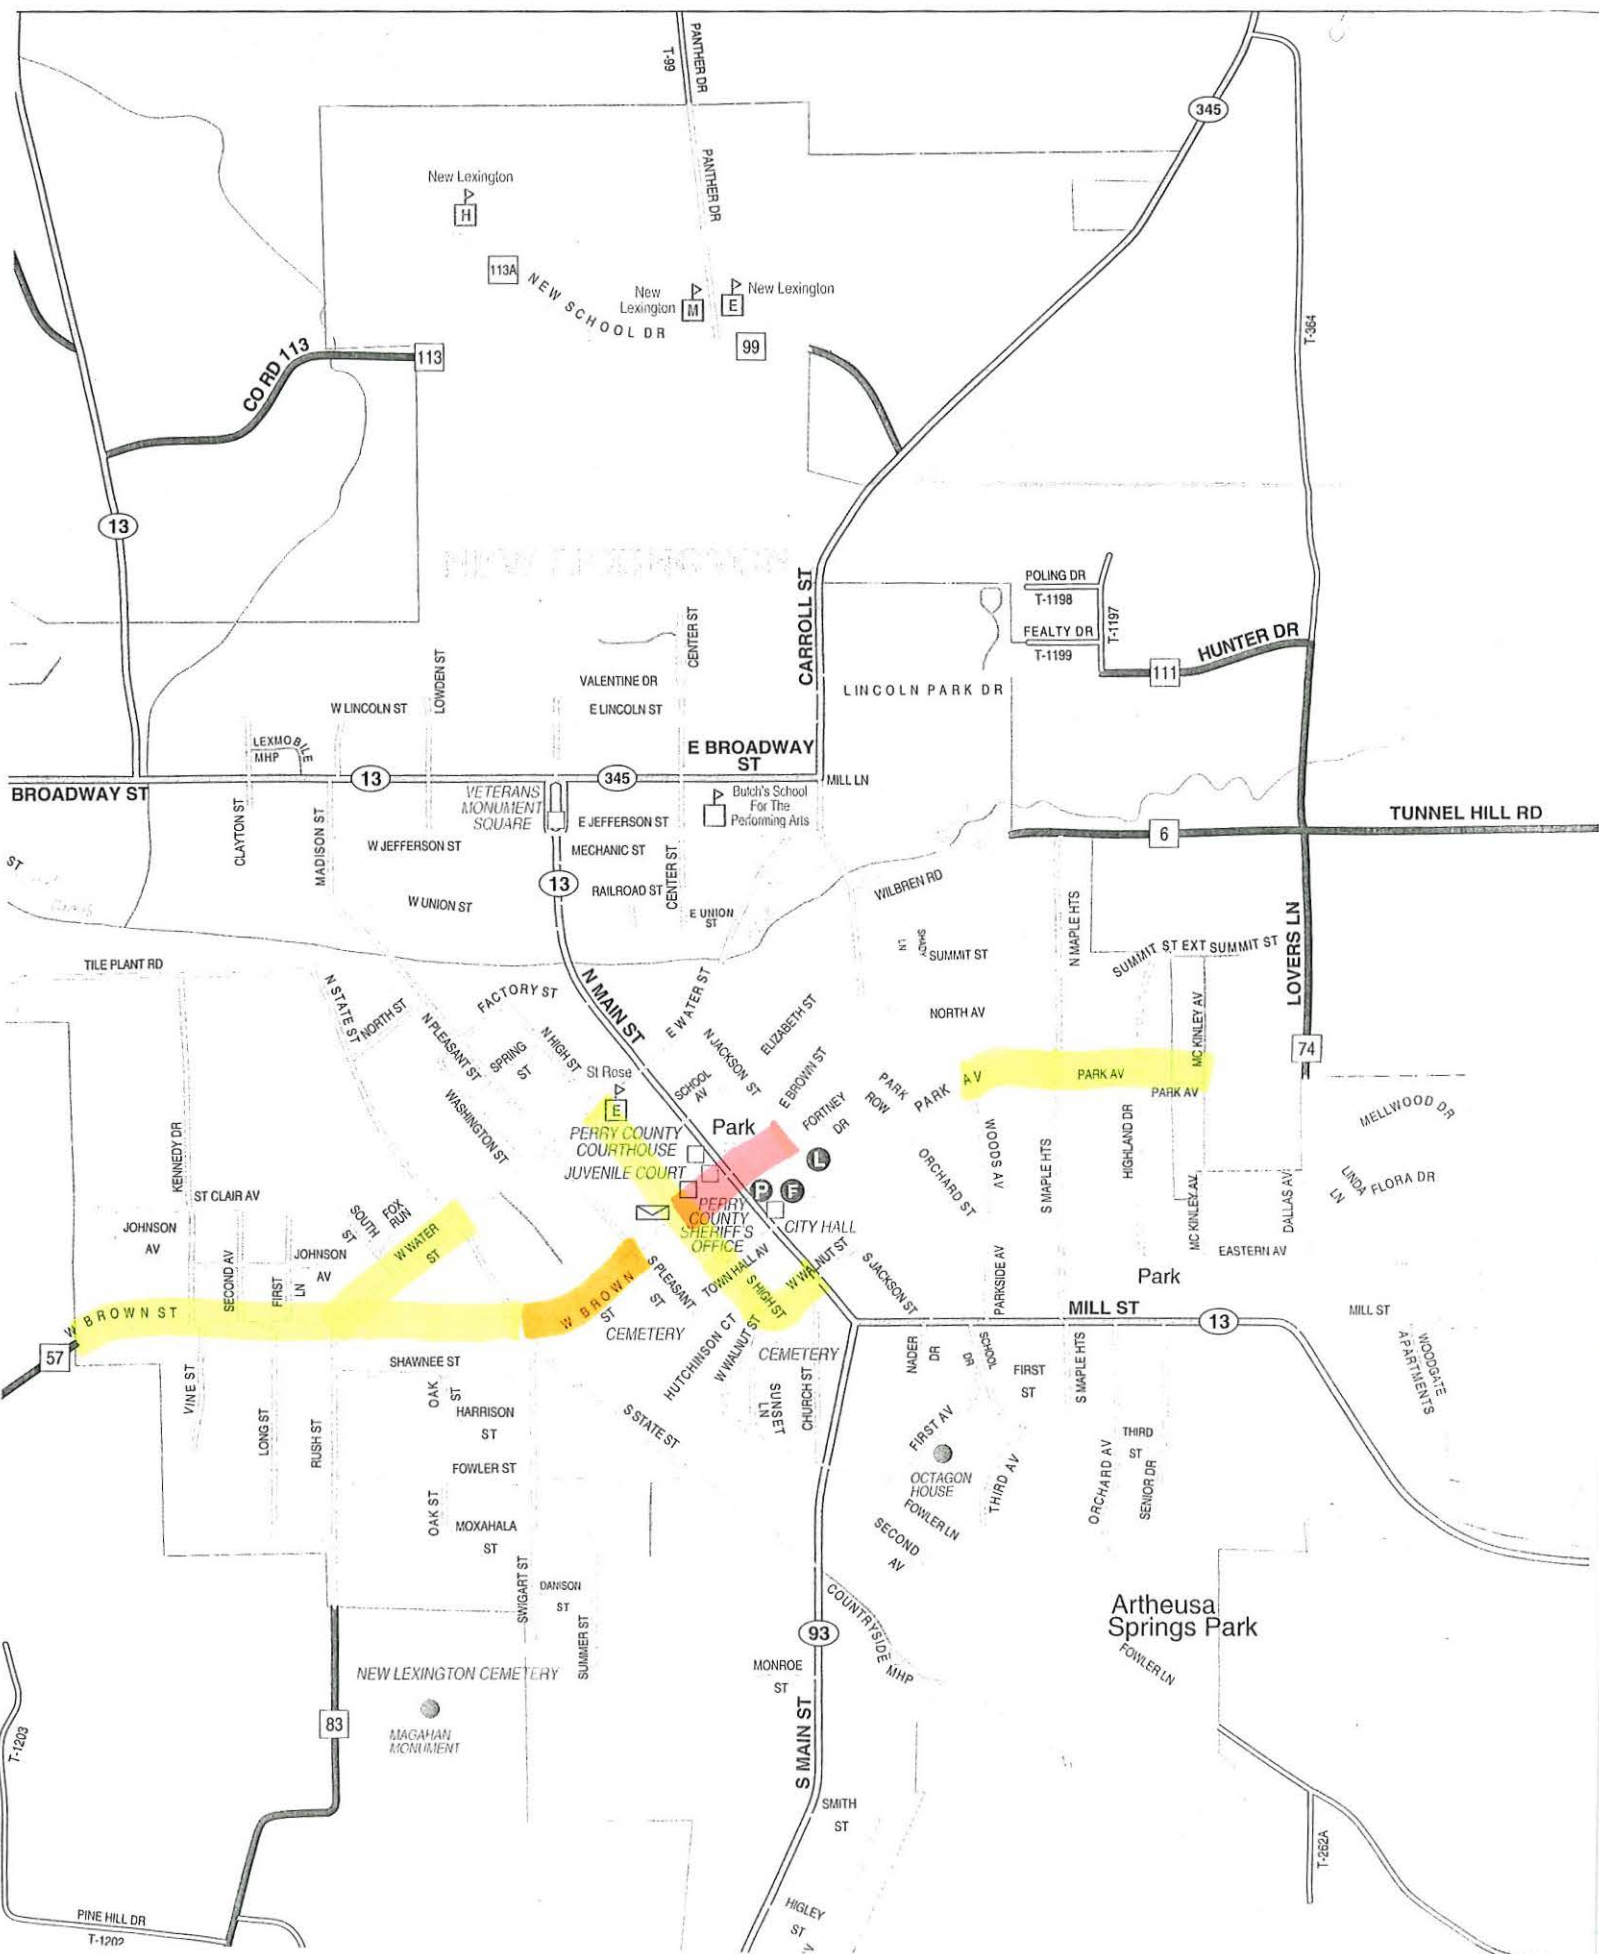 PANTHER DR
T-99
345
PANTHER DR
New Lexington
H
113A
NEW SCHOOL DR
New
Lexington
M
E
New Lexington
99
T-364
CO RD 113
113
13
NEW LEXINGTON
CARROLL ST
POLING DR
T-1198
T-1197
FEALTY DR
T-1199
HUNTER DR
111
CENTER ST
LOWDEN ST
VALENTINE DR
W LINCOLN ST
E LINCOLN ST
LINCOLN PARK DR
LEXMOBILE
MHP
E BROADWAY
ST
13
345
MILL LN
BROADWAY ST
VETERANS
MONUMENT
SQUARE
Butch's School
For The
Performing Arts
E JEFFERSON ST
TUNNEL HILL RD
6
CLAYTON ST
MADISON ST
W JEFFERSON ST
MECHANIC ST
CENTER ST
ST
13
RAILROAD ST
WILBREN RD
W UNION ST
E UNION
ST
N MAPLE HTS
LOVERS LN
SHADY
LN
SUMMIT ST
SUMMIT ST EXT
SUMMIT ST
TILE PLANT RD
N STATE ST
NORTH ST
FACTORY ST
N MAIN ST
E WATER ST
N PLEASANT ST
SPRING
ST
N HIGH ST
N JACKSON ST
ELIZABETH ST
NORTH AV
MC KINLEY AV
74
St Rose
E
SCHOOL
AV
E BROWN ST
PARK
ROW
PARK AV
PARK AV
PARK AV
WASHINGTON ST
Park
FORTNEY
DR
MELLWOOD DR
KENNEDY DR
PERRY COUNTY
COURTHOUSE
JUVENILE COURT
L
P
F
ORCHARD ST
WOODS AV
S MAPLE HTS
HIGHLAND DR
MC KINLEY AV
DALLAS AV
LINDA
LN
FLORA DR
ST CLAIR AV
SOUTH
ST
FOX
RUN
PERRY
COUNTY
SHERIFF'S
OFFICE
CITY HALL
JOHNSON
AV
W WATER
ST
JOHNSON
AV
SECOND AV
FIRST
LN
S PLEASANT
ST
TOWN HALL AV
S HIGH ST
W WALNUT ST
S JACKSON ST
PARKSIDE AV
EASTERN AV
Park
W BROWN ST
W BROWN
ST
CEMETERY
MILL ST
13
MILL ST
57
HUTCHINSON CT
W WALNUT ST
CEMETERY
NADER
DR
SCHOOL
DR
FIRST
ST
S MAPLE HTS
WOODGATE
APARTMENTS
SHAWNEE ST
VINE ST
OAK
ST
HARRISON
ST
S STATE ST
SUNSET
LN
CHURCH ST
LONG ST
RUSH ST
FIRST AV
THIRD
ST
FOWLER ST
OCTAGON
HOUSE
THIRD AV
ORCHARD AV
SENIOR DR
OAK ST
MOXAHALA
ST
FOWLER LN
SECOND
AV
SWIGART ST
DANISON
ST
SUMMER ST
COUNTRYSIDE MHP
Artheusa
Springs Park
FOWLER LN
93
NEW LEXINGTON CEMETERY
MONROE
ST
MAGAHAN
MONUMENT
83
S MAIN ST
T-1203
SMITH
ST
T-262A
HIGLEY
ST
PINE HILL DR
T-1202